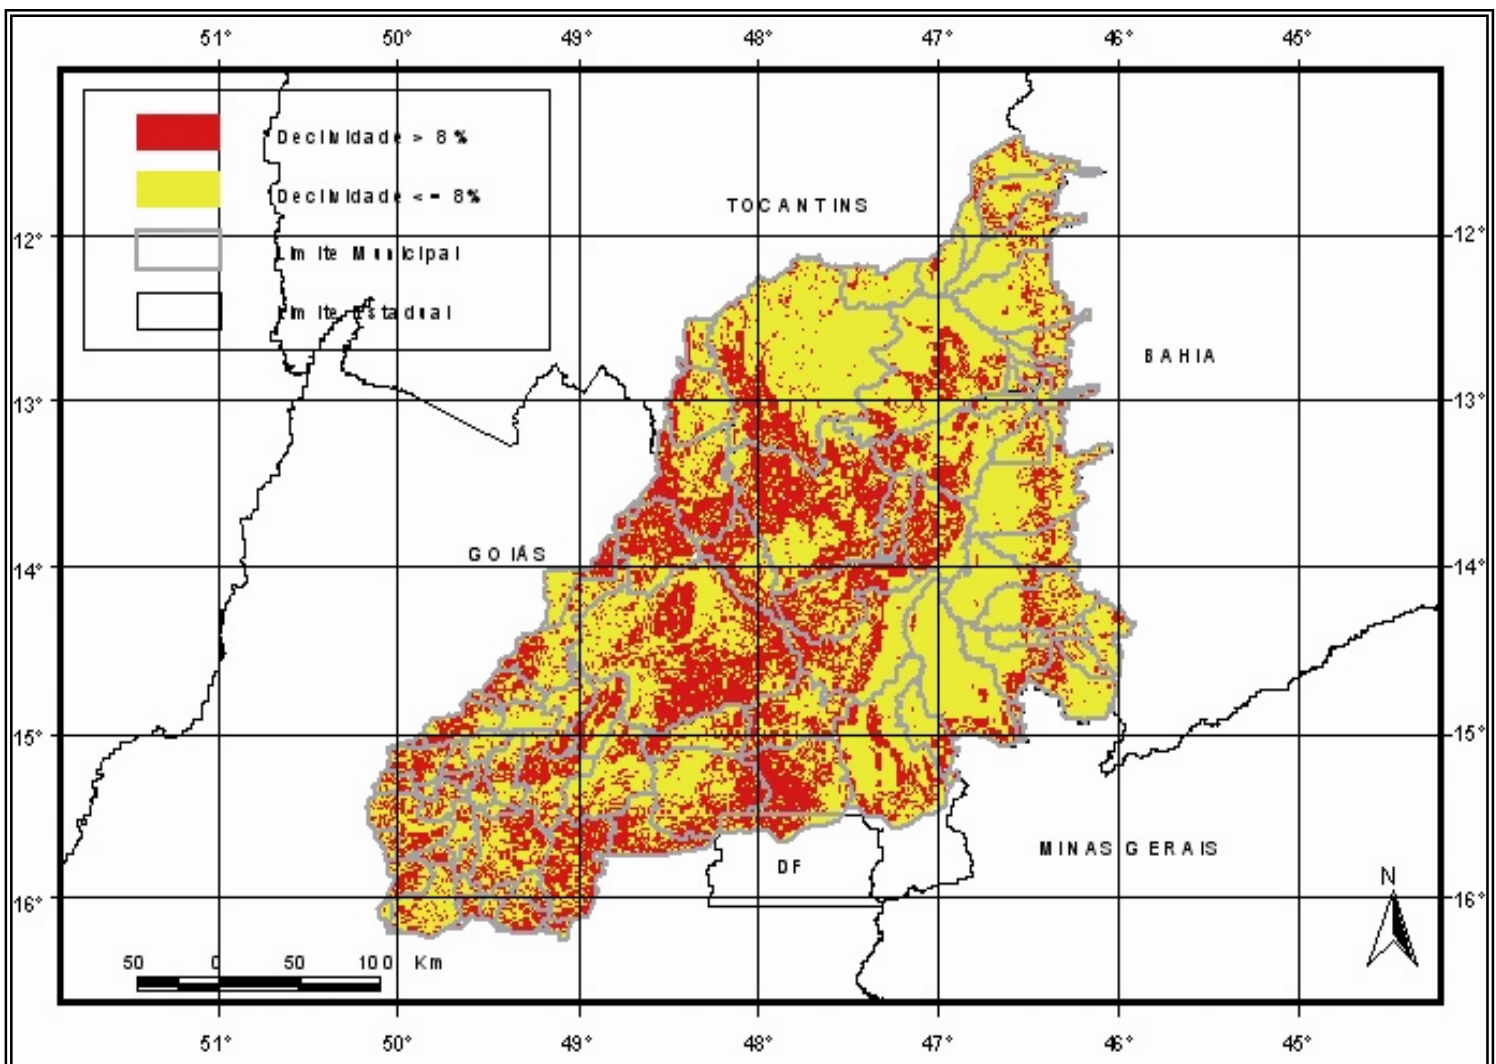 51° 50° 49° 48° 47° 46° 45°
Declividade > 8%
Declividade <= 8%
Limite Municipal
Limite Estadual
TOCANTINS
12° 12°
BAHIA
13° 13°
GOIÁS
14° 14°
15° 15°
MINAS GERAIS
DF
N
16° 16°
50 0 50 100 Km
51° 50° 49° 48° 47° 46° 45°